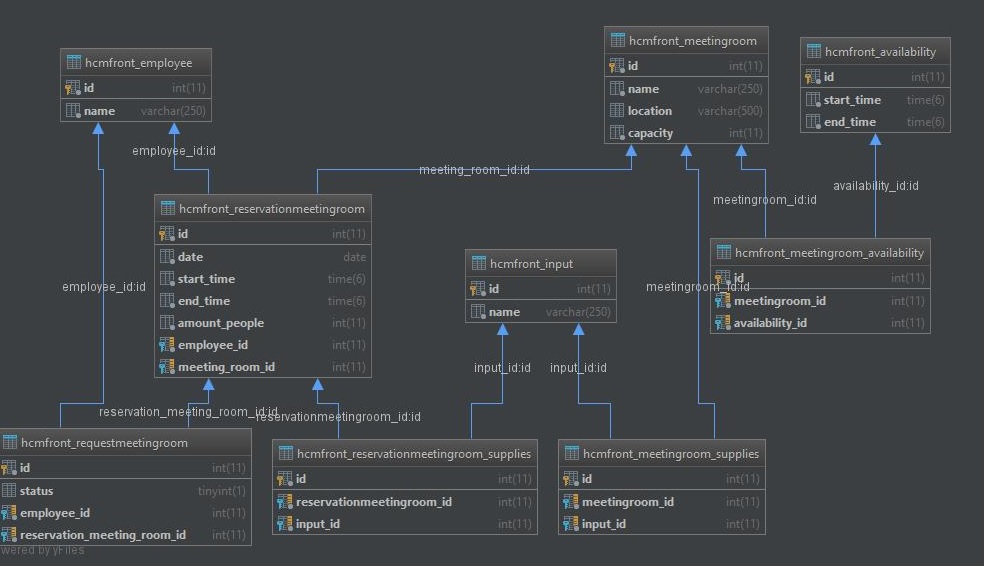 hcmfront_employee
id int(11)
name varchar(250)
hcmfront_meetingroom
id int(11)
name varchar(250)
location varchar(500)
capacity int(11)
hcmfront_availability
id int(11)
start_time time(6)
end_time time(6)
employee_id:id
meeting_room_id:id
meetingroom_id:id
availability_id:id
hcmfront_reservationmeetingroom
id int(11)
date date
start_time time(6)
end_time time(6)
amount_people int(11)
employee_id int(11)
meeting_room_id int(11)
hcmfront_input
id int(11)
name varchar(250)
hcmfront_meetingroom_availability
id int(11)
meetingroom_id int(11)
availability_id int(11)
employee_id:id
meetingroom_id:id
input_id:id
input_id:id
reservation_meeting_room_id:id
reservationmeetingroom_id:id
hcmfront_requestmeetingroom
id int(11)
status tinyint(1)
employee_id int(11)
reservation_meeting_room_id int(11)
hcmfront_reservationmeetingroom_supplies
id int(11)
reservationmeetingroom_id int(11)
input_id int(11)
hcmfront_meetingroom_supplies
id int(11)
meetingroom_id int(11)
input_id int(11)
wered by yFiles